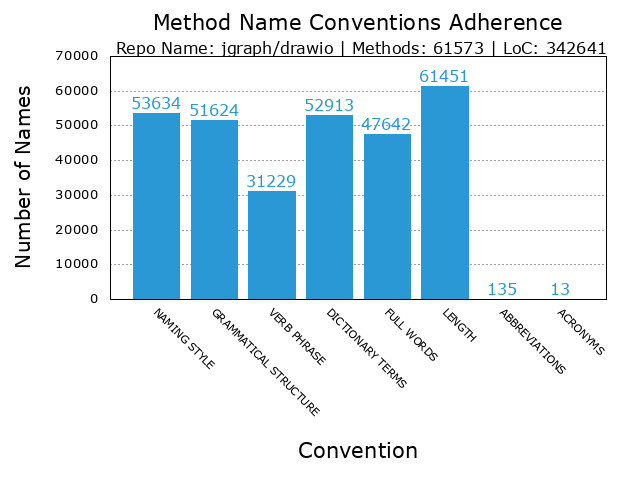 Method Name Conventions Adherence
Repo Name: jgraph/drawio | Methods: 61573 | LoC: 342641
Number of Names
70000
60000
50000
40000
30000
20000
10000
0
53634
51624
31229
52913
47642
61451
135
13
NAMING STYLE
GRAMMATICAL STRUCTURE
VERB PHRASE
DICTIONARY TERMS
FULL WORDS
LENGTH
ABBREVIATIONS
ACRONYMS
Convention